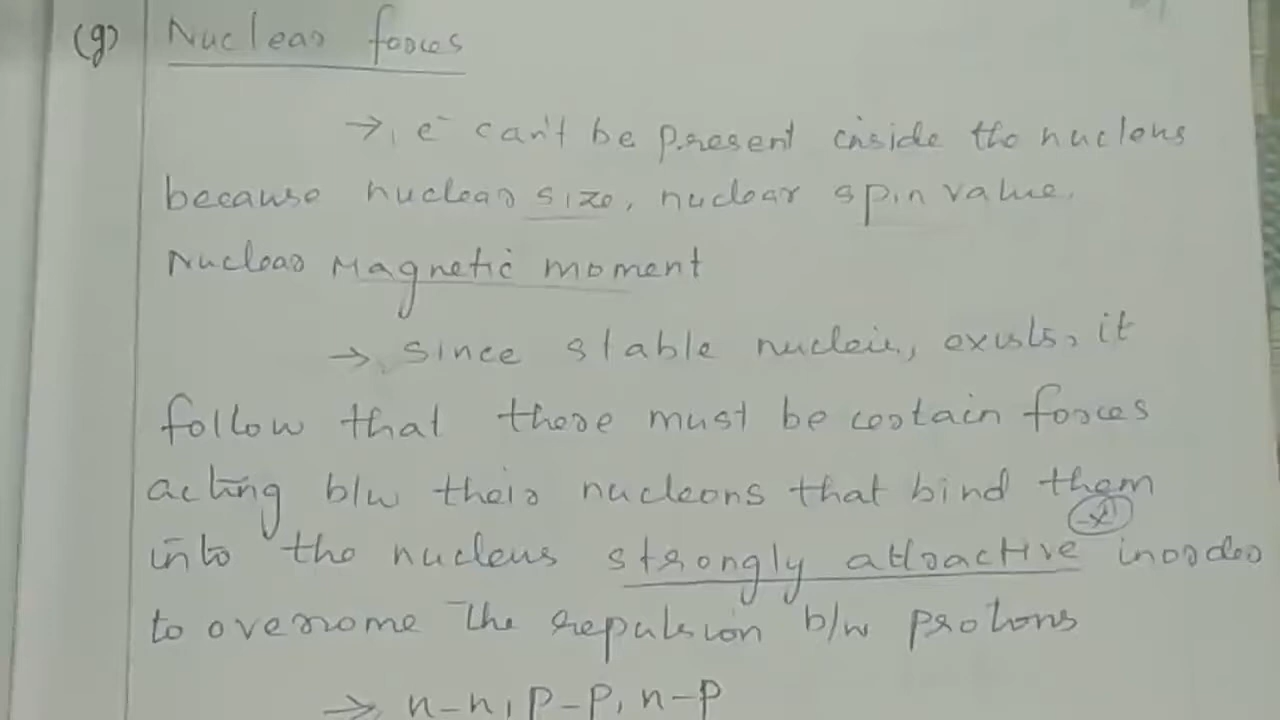 (g) Nuclear forces
→, e⁻ can't be present inside the nucleus
because nuclear size, nuclear spin value.
Nuclear Magnetic moment
→, since stable nucleii, exists, it
follow that there must be certain forces
acting b/w their nucleons that bind them
into the nucleus strongly attractive inorder
to overcome the repulsion b/w protons
→ n-n, p-p, n-p